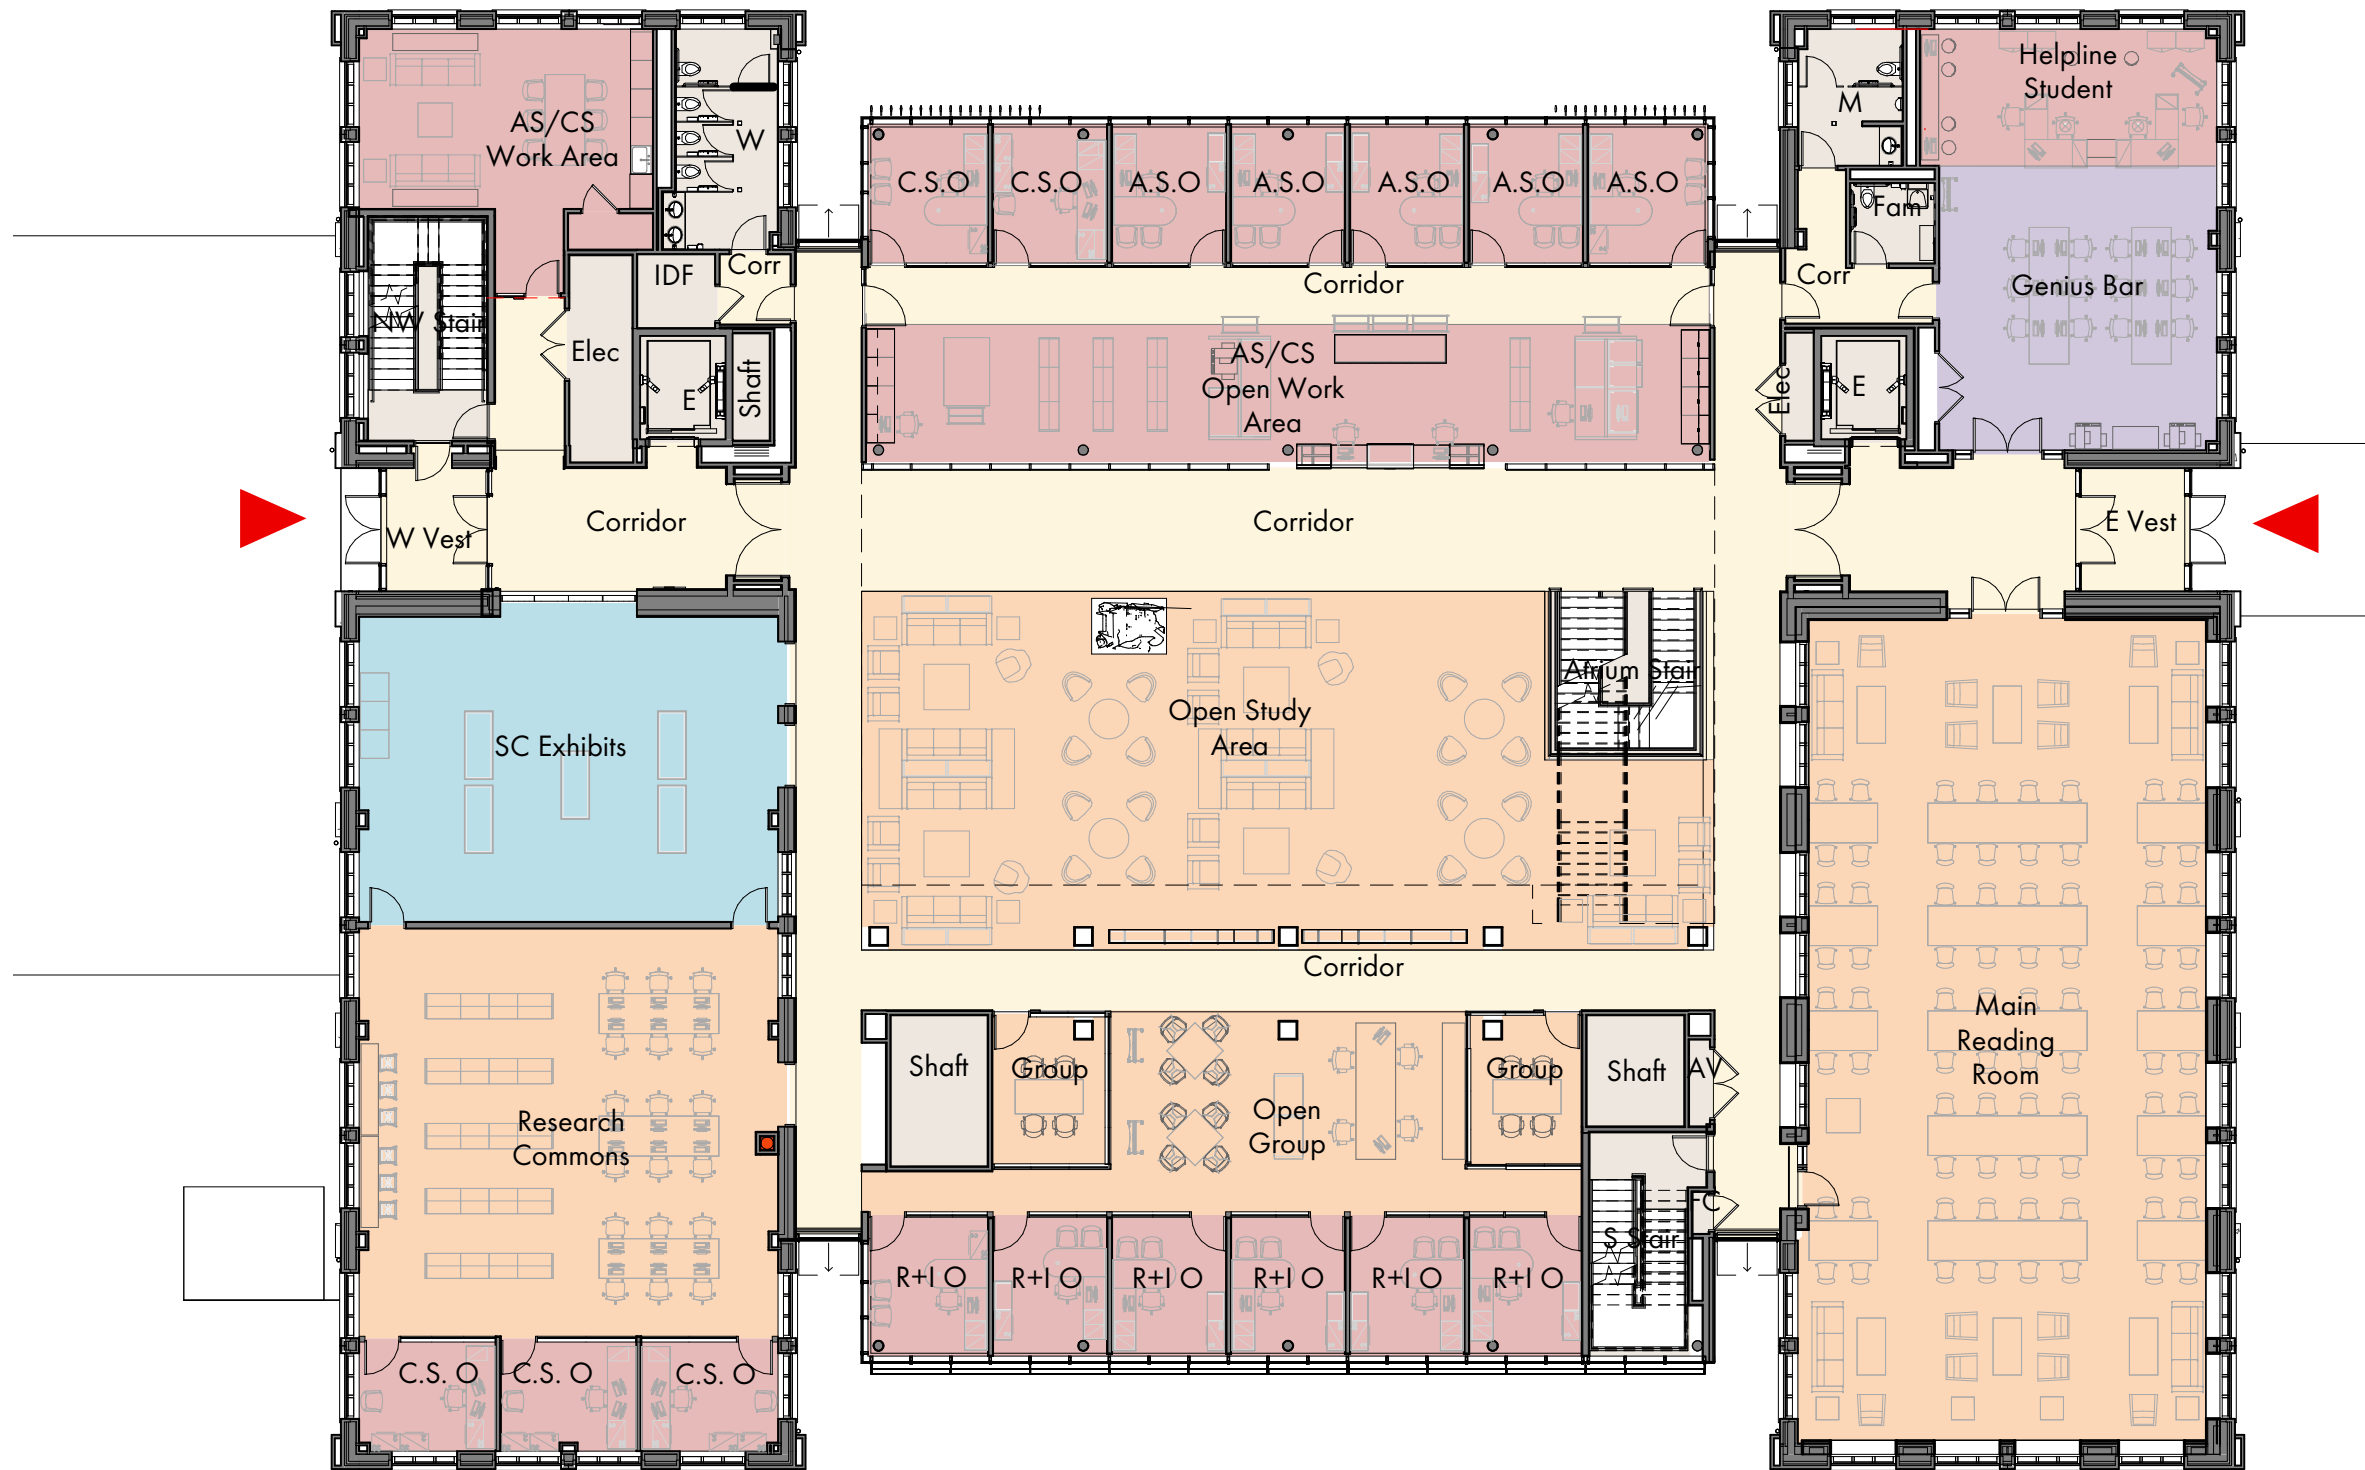 AS/CS
Work Area
W
NW Stair
IDF
Corr
Elec
E
Shaft
C.S.O
C.S.O
A.S.O
A.S.O
A.S.O
A.S.O
A.S.O
Corridor
AS/CS
Open Work
Area
M
Helpline
Student
Fam
Corr
Genius Bar
Elec
E
W Vest
Corridor
Corridor
E Vest
SC Exhibits
Open Study
Area
Atrium Stair
Corridor
Research
Commons
Shaft
Group
Open
Group
Group
Shaft
AV
FC
S Stair
Main
Reading
Room
R+I O
R+I O
R+I O
R+I O
R+I O
R+I O
C.S. O
C.S. O
C.S. O